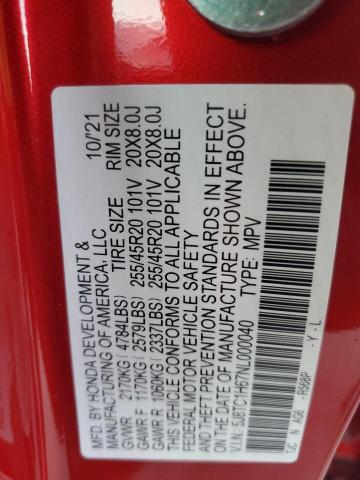 MFD. BY HONDA DEVELOPMENT & 10/'21
MANUFACTURING OF AMERICA, LLC
TIRE SIZE RIM SIZE
GVWR 2170KG ( 4784LBS)
GAWR F 1170KG ( 2579LBS) 255/45R20 101V 20X8.0J
GAWR R 1060KG ( 2337LBS) 255/45R20 101V 20X8.0J
THIS VEHICLE CONFORMS TO ALL APPLICABLE
FEDERAL MOTOR VEHICLE SAFETY AND
THEFT PREVENTION STANDARDS IN EFFECT
ON THE DATE OF MANUFACTURE SHOWN ABOVE.
V.I.N.: 5J8TC1H67NL000040 TYPE: MPV
TJC N AG6 -R568P - Y - L